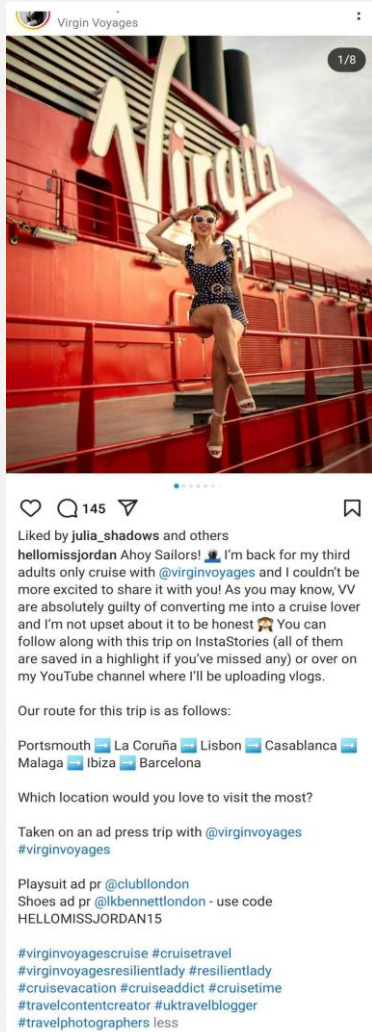 Virgin Voyages
1/8
Virgin
145
Liked by julia_shadows and others
hellomissjordan Ahoy Sailors! I'm back for my third
adults only cruise with @virginvoyages and I couldn't be
more excited to share it with you! As you may know, VV
are absolutely guilty of converting me into a cruise lover
and I'm not upset about it to be honest 🙈 You can
follow along with this trip on InstaStories (all of them
are saved in a highlight if you've missed any) or over on
my YouTube channel where I'll be uploading vlogs.
Our route for this trip is as follows:
Portsmouth ➡️ La Coruña ➡️ Lisbon ➡️ Casablanca ➡️
Malaga ➡️ Ibiza ➡️ Barcelona
Which location would you love to visit the most?
Taken on an ad press trip with @virginvoyages
#virginvoyages
Playsuit ad pr @clubllondon
Shoes ad pr @lkbennettlondon - use code
HELLOMISSJORDAN15
#virginvoyagescruise #cruisetravel
#virginvoyagesresilientlady #resilientlady
#cruisevacation #cruiseaddict #cruisetime
#travelcontentcreator #uktravelblogger
#travelphotographers less